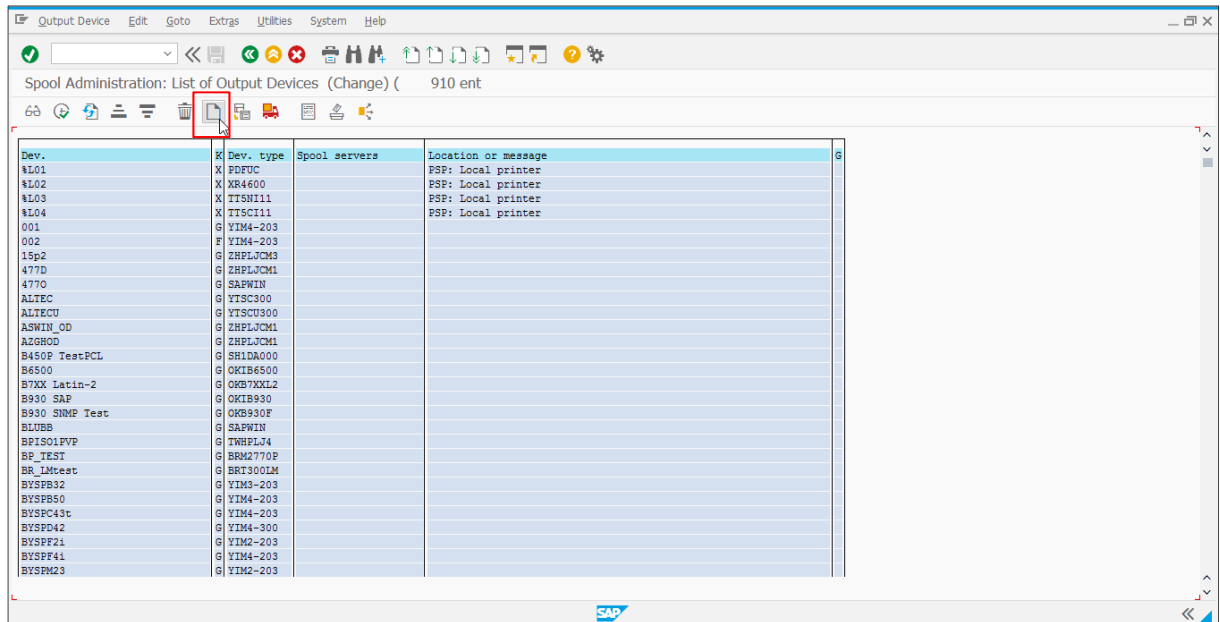 Output Device Edit Goto Extras Utilities System Help
Spool Administration: List of Output Devices (Change) ( 910 ent
Dev. K Dev. type Spool servers Location or message G
%L01 X PDFUC PSP: Local printer
%L02 X XR4600 PSP: Local printer
%L03 X TT5NI11 PSP: Local printer
%L04 X TT5CI11 PSP: Local printer
001 G YIM4-203
002 F YIM4-203
15p2 G ZHPLJCM3
477D G ZHPLJCM1
477O G SAPWIN
ALTEC G YTSC300
ALTECU G YTSCU300
ASWIN_OD G ZHPLJCM1
AZGHOD G ZHPLJCM1
B450P TestPCL G SH1DA000
B6500 G OKIB6500
B7XX Latin-2 G OKB7XXL2
B930 SAP G OKIB930
B930 SNMP Test G OKB930F
BLUBB G SAPWIN
BPISO1PVP G TWHPLJ4
BP_TEST G BRM2770P
BR_LMtest G BRT300LM
BYSPB32 G YIM3-203
BYSPB50 G YIM4-203
BYSPC43t G YIM4-203
BYSPD42 G YIM4-300
BYSPF2i G YIM2-203
BYSPF4i G YIM4-203
BYSPM23 G YIM2-203
SAP